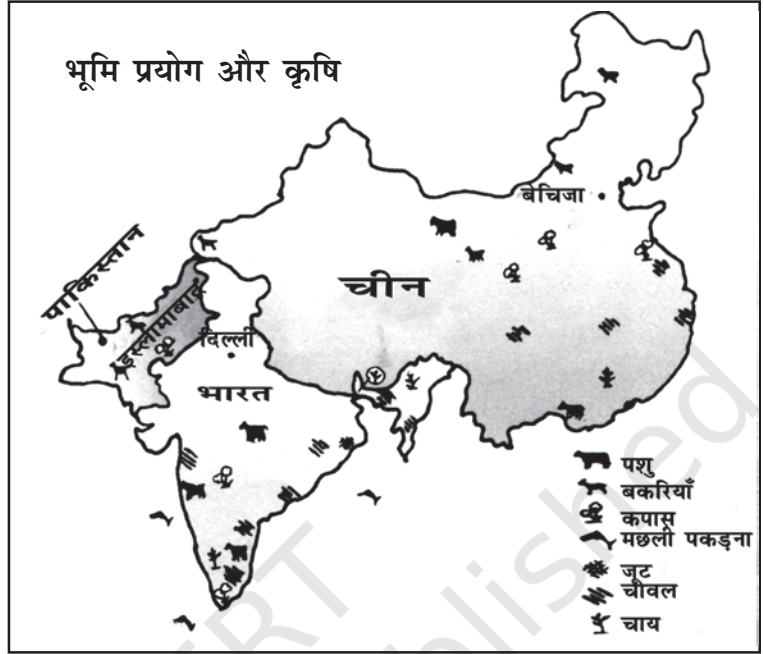 भूमि प्रयोग और कृषि
बेचिजा
पाकिस्तान
चीन
इस्लामाबाद
दिल्ली
भारत
पशु
बकरियाँ
कपास
मछली पकड़ना
जूट
चावल
चाय